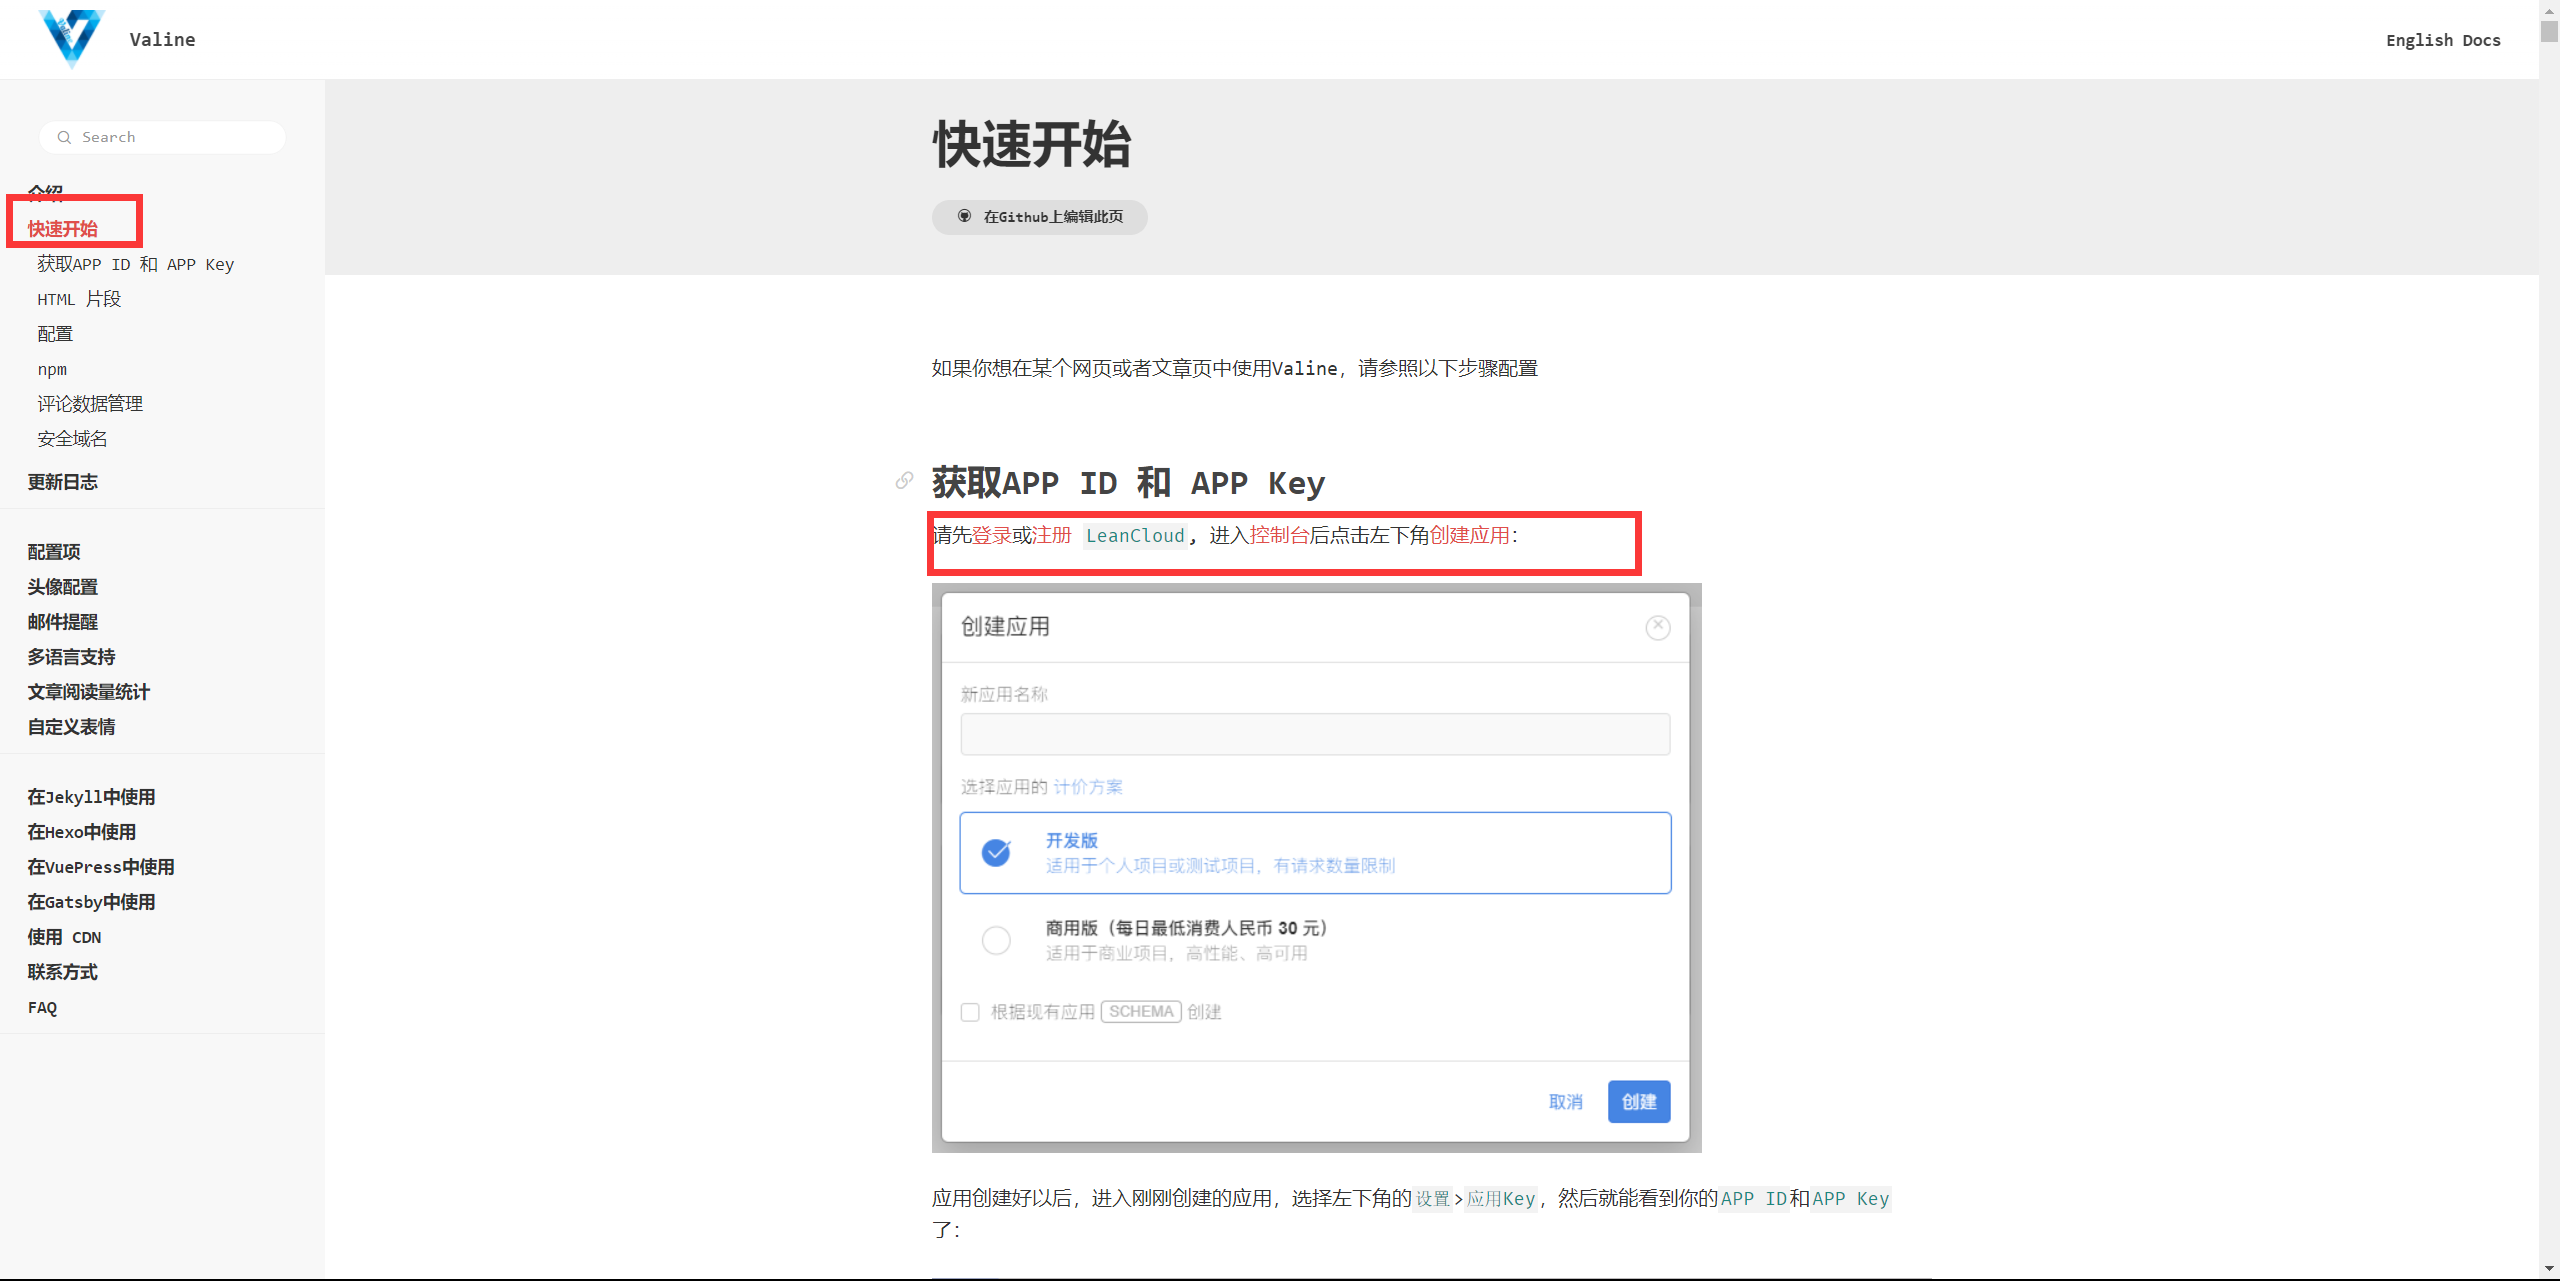 Valine
English Docs
Search
介绍
快速开始
获取APP ID 和 APP Key
HTML 片段
配置
npm
评论数据管理
安全域名
更新日志
配置项
头像配置
邮件提醒
多语言支持
文章阅读量统计
自定义表情
在Jekyll中使用
在Hexo中使用
在VuePress中使用
在Gatsby中使用
使用 CDN
联系方式
FAQ
快速开始
在Github上编辑此页
如果你想在某个网页或者文章页中使用Valine，请参照以下步骤配置
获取APP ID 和 APP Key
请先登录或注册 LeanCloud，进入控制台后点击左下角创建应用：
创建应用
新应用名称
选择应用的 计价方案
开发版
适用于个人项目或测试项目，有请求数量限制
商用版（每日最低消费人民币 30 元）
适用于商业项目，高性能、高可用
根据现有应用 SCHEMA 创建
取消
创建
应用创建好以后，进入刚刚创建的应用，选择左下角的设置>应用Key，然后就能看到你的APP ID和APP Key
了：